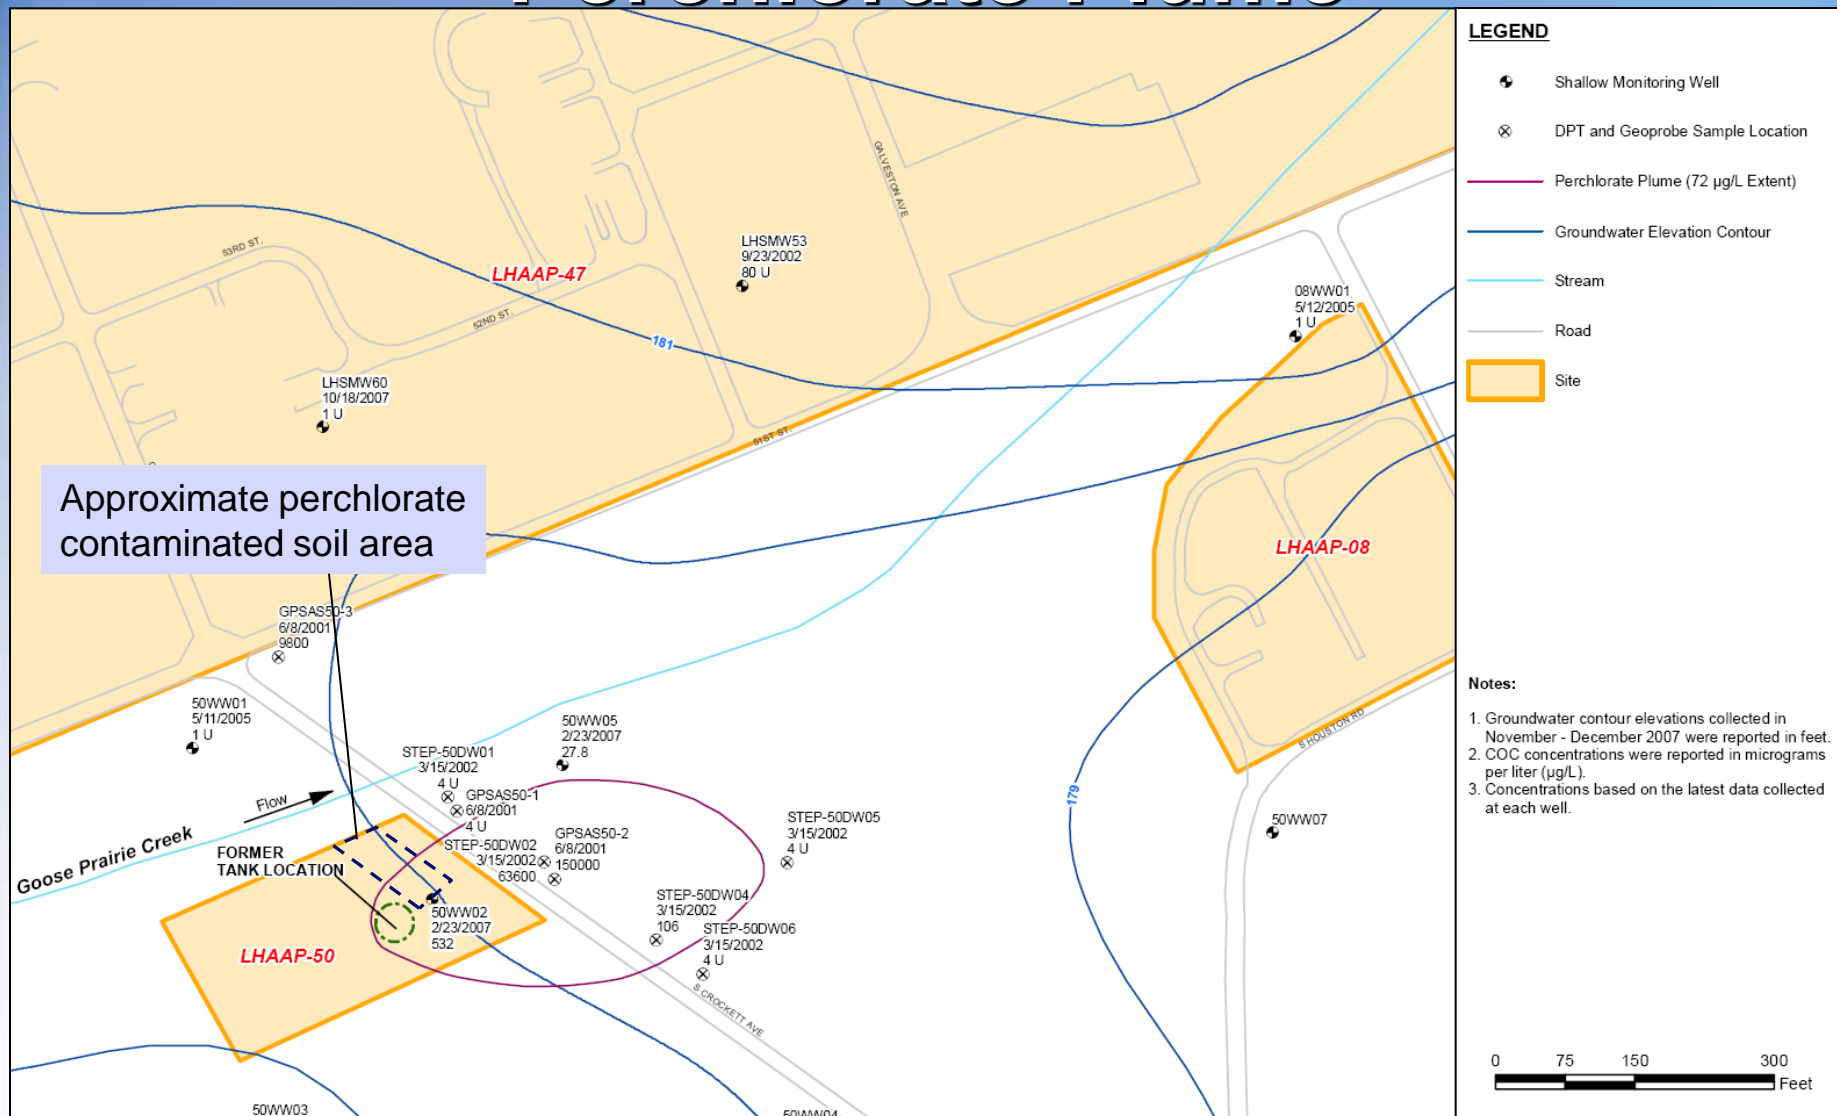 Perchlorate Plume
LEGEND
Shallow Monitoring Well
DPT and Geoprobe Sample Location
Perchlorate Plume (72 µg/L Extent)
Groundwater Elevation Contour
Stream
Road
Site
GALVESTON AVE
53RD ST.
LHAAP-47
52ND ST.
LHSMW53
9/23/2002
80 U
181
08WW01
5/12/2005
1 U
LHSMW60
10/18/2007
1 U
51ST ST.
Approximate perchlorate
contaminated soil area
LHAAP-08
GPSAS50-3
6/8/2001
9800
50WW01
5/11/2005
1 U
50WW05
2/23/2007
27.8
STEP-50DW01
3/15/2002
4 U
GPSAS50-1
6/8/2001
4 U
Flow
Goose Prairie Creek
FORMER
TANK LOCATION
STEP-50DW02
3/15/2002
63600
GPSAS50-2
6/8/2001
150000
STEP-50DW05
3/15/2002
4 U
179
S HOUSTON RD
50WW07
50WW02
2/23/2007
532
STEP-50DW04
3/15/2002
106
STEP-50DW06
3/15/2002
4 U
LHAAP-50
S CROCKETT AVE
50WW03
50WW04
Notes:
1. Groundwater contour elevations collected in
November - December 2007 were reported in feet.
2. COC concentrations were reported in micrograms
per liter (µg/L).
3. Concentrations based on the latest data collected
at each well.
0 75 150 300
Feet